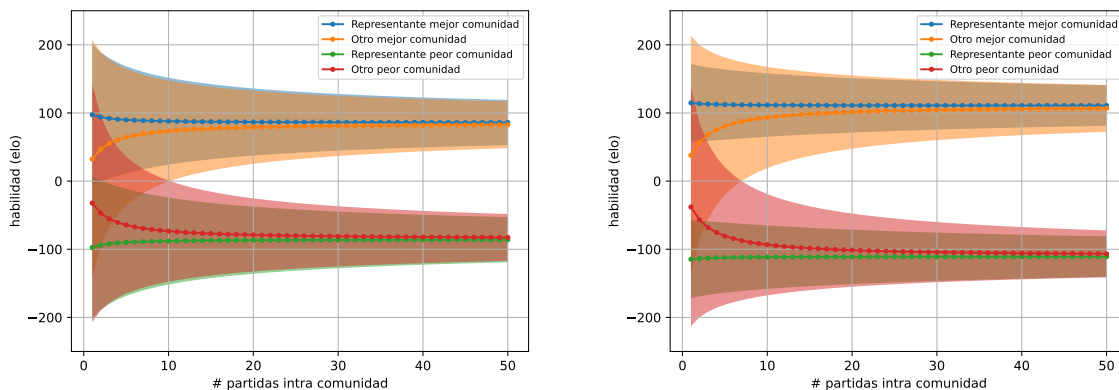 Representante mejor comunidad
Otro mejor comunidad
Representante peor comunidad
Otro peor comunidad
200
100
0
−100
−200
habilidad (elo)
0
10
20
30
40
50
# partidas intra comunidad
Representante mejor comunidad
Otro mejor comunidad
Representante peor comunidad
Otro peor comunidad
200
100
0
−100
−200
habilidad (elo)
0
10
20
30
40
50
# partidas intra comunidad